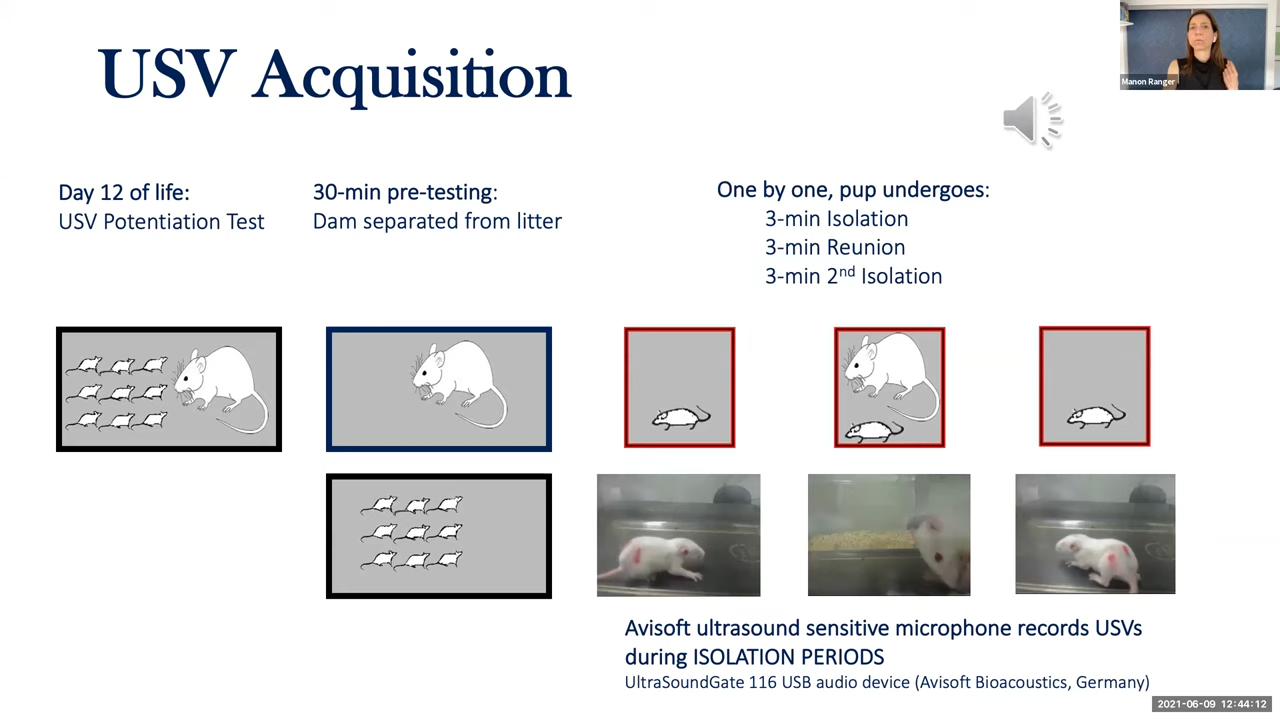 USV Acquisition
Manon Ranger
Day 12 of life:
USV Potentiation Test
30-min pre-testing:
Dam separated from litter
One by one, pup undergoes:
3-min Isolation
3-min Reunion
3-min 2nd Isolation
Avisoft ultrasound sensitive microphone records USVs
during ISOLATION PERIODS
UltraSoundGate 116 USB audio device (Avisoft Bioacoustics, Germany)
2021-06-09 12:44:12